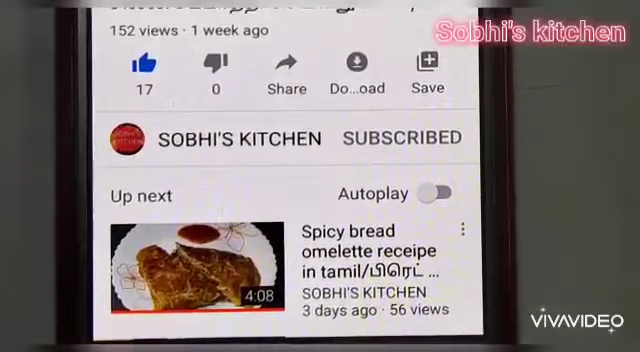 Sobhi's kitchen
152 views · 1 week ago
17 0 Share Do...oad Save
SOBHI'S KITCHEN SUBSCRIBED
Up next Autoplay
Spicy bread
omelette receipe
in tamil/பிரெட் ...
4:08
SOBHI'S KITCHEN
3 days ago · 56 views
VIVAVIDEO